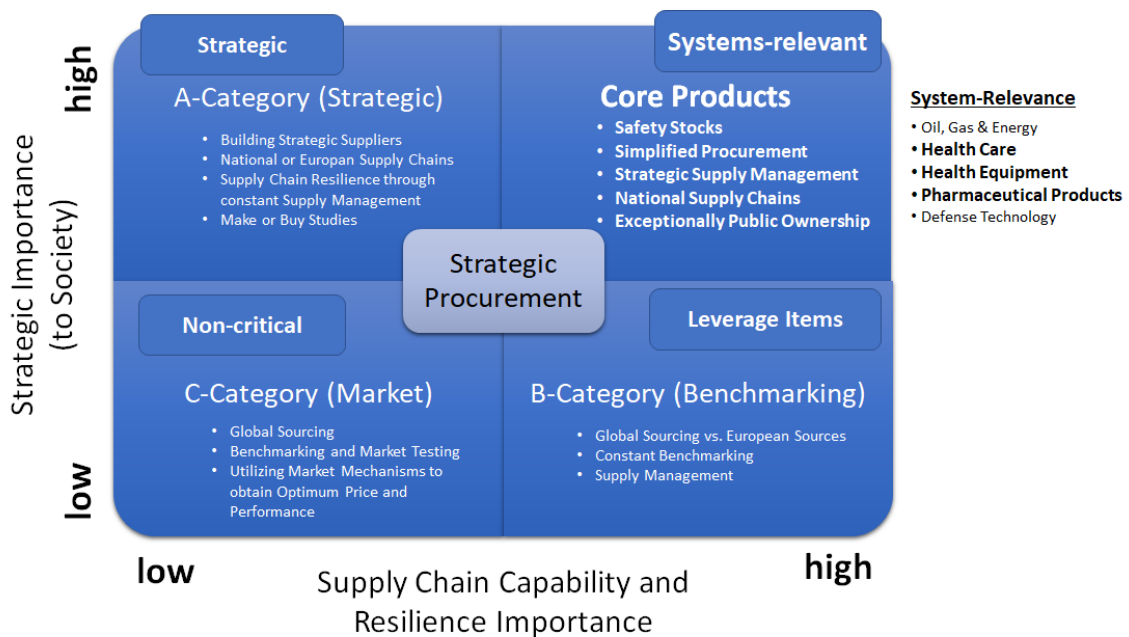 Strategic
Systems-relevant
high
A-Category (Strategic)
• Building Strategic Suppliers
• National or Europan Supply Chains
• Supply Chain Resilience through
constant Supply Management
• Make or Buy Studies
Core Products
• Safety Stocks
• Simplified Procurement
• Strategic Supply Management
• National Supply Chains
• Exceptionally Public Ownership
System-Relevance
• Oil, Gas & Energy
• Health Care
• Health Equipment
• Pharmaceutical Products
• Defense Technology
Strategic Importance
(to Society)
Strategic
Procurement
Non-critical
Leverage Items
C-Category (Market)
• Global Sourcing
• Benchmarking and Market Testing
• Utilizing Market Mechanisms to
obtain Optimum Price and
Performance
B-Category (Benchmarking)
• Global Sourcing vs. European Sources
• Constant Benchmarking
• Supply Management
low
low
high
Supply Chain Capability and
Resilience Importance